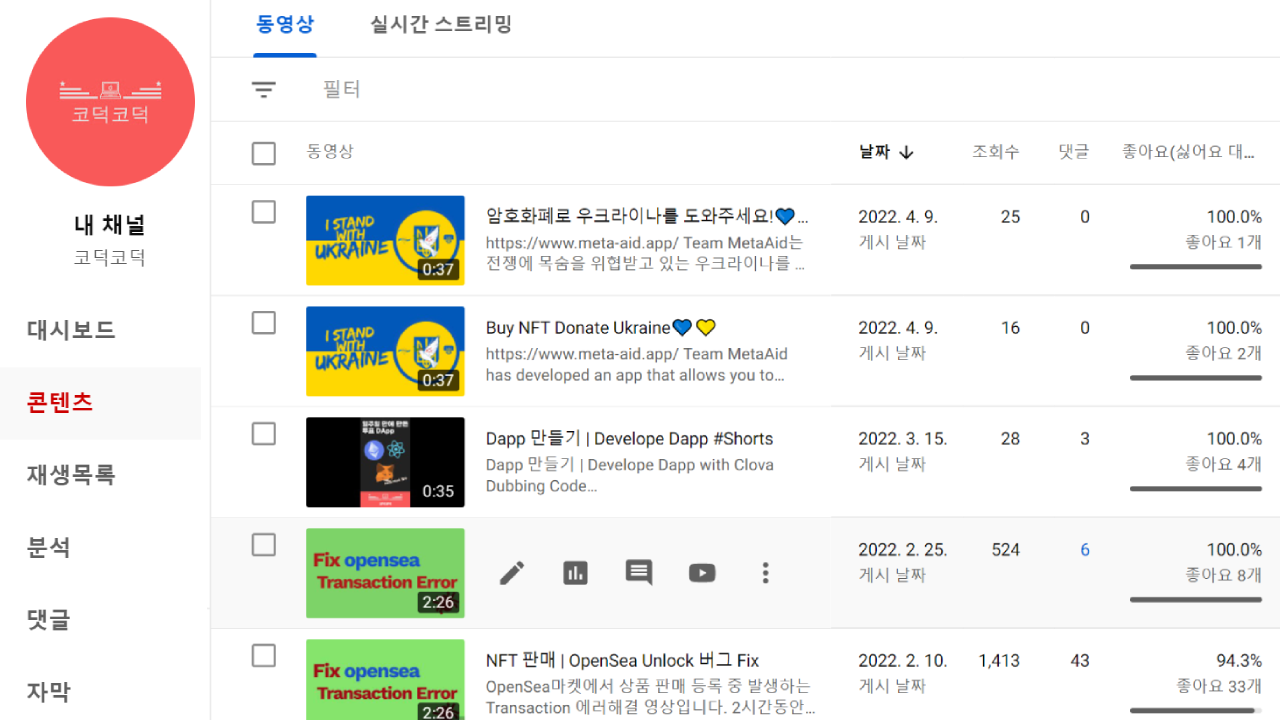 동영상
실시간 스트리밍
필터
코덕코덕
내 채널
코덕코덕
대시보드
콘텐츠
재생목록
분석
댓글
자막
동영상 날짜 조회수 댓글 좋아요(싫어요 대...
I STAND
WITH
UKRAINE
0:37
암호화폐로 우크라이나를 도와주세요!💙...
https://www.meta-aid.app/ Team MetaAid는
전쟁에 목숨을 위협받고 있는 우크라이나를 ...
2022. 4. 9. 25 0 100.0%
게시 날짜 좋아요 1개
I STAND
WITH
UKRAINE
0:37
Buy NFT Donate Ukraine💙💛
https://www.meta-aid.app/ Team MetaAid
has developed an app that allows you to...
2022. 4. 9. 16 0 100.0%
게시 날짜 좋아요 2개
투표 DApp
0:35
Dapp 만들기 | Develope Dapp #Shorts
Dapp 만들기 | Develope Dapp with Clova
Dubbing Code...
2022. 3. 15. 28 3 100.0%
게시 날짜 좋아요 4개
Fix opensea
Transaction Error
2:26
2022. 2. 25. 524 6 100.0%
게시 날짜 좋아요 8개
Fix opensea
Transaction Error
2:26
NFT 판매 | OpenSea Unlock 버그 Fix
OpenSea마켓에서 상품 판매 등록 중 발생하는
Transaction 에러해결 영상입니다. 2시간동안...
2022. 2. 10. 1,413 43 94.3%
게시 날짜 좋아요 33개